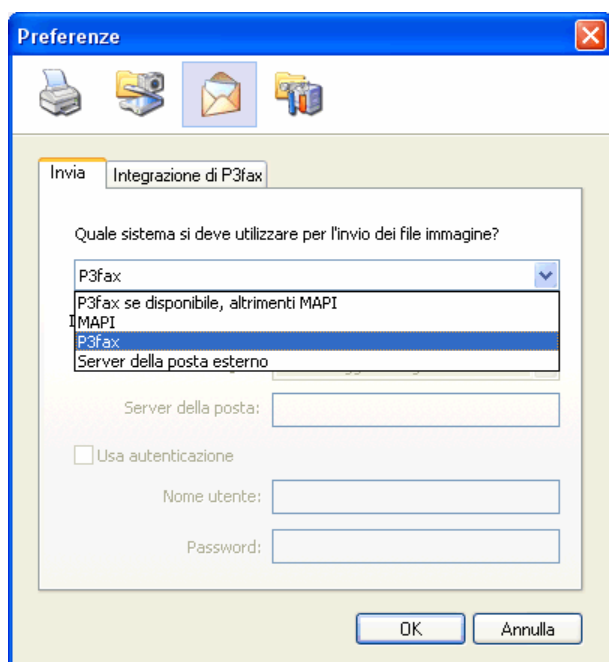 Preferenze
Invia
Integrazione di P3fax
Quale sistema si deve utilizzare per l'invio dei file immagine?
P3fax
P3fax se disponibile, altrimenti MAPI
MAPI
P3fax
Server della posta esterno
Server della posta:
Usa autenticazione
Nome utente:
Password:
OK
Annulla